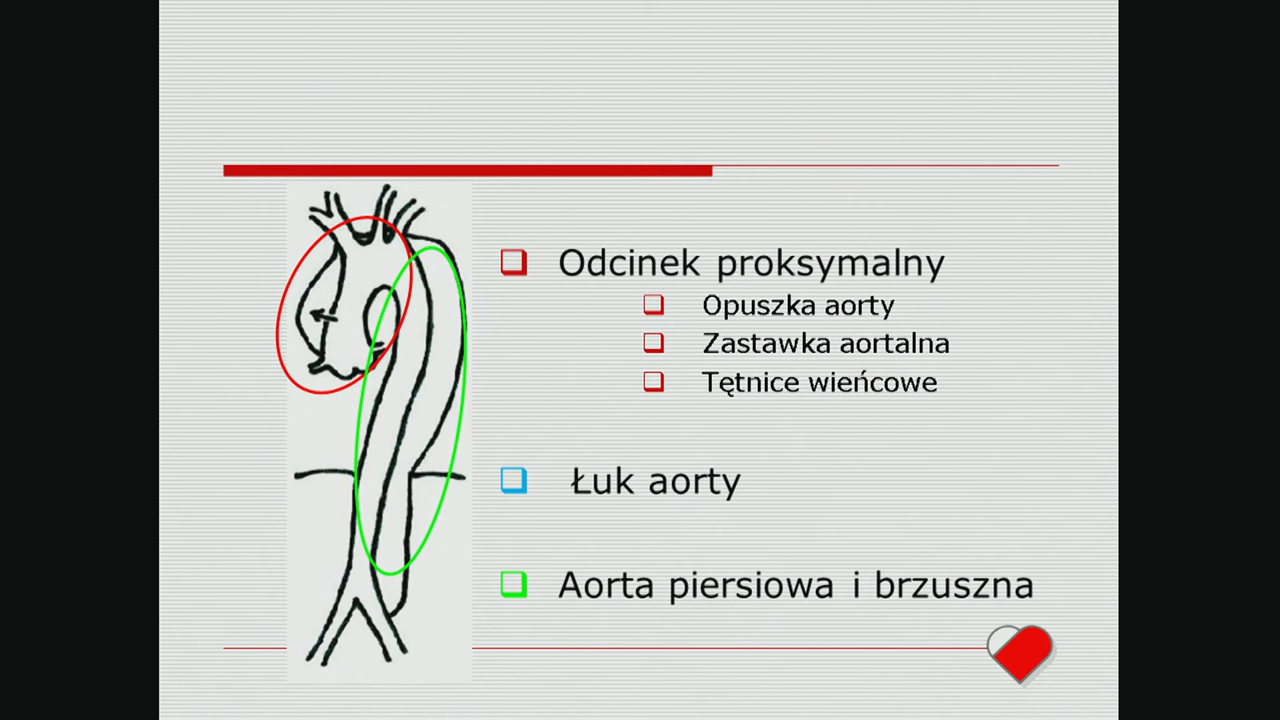 Odcinek proksymalny
Opuszka aorty
Zastawka aortalna
Tętnice wieńcowe
Łuk aorty
Aorta piersiowa i brzuszna